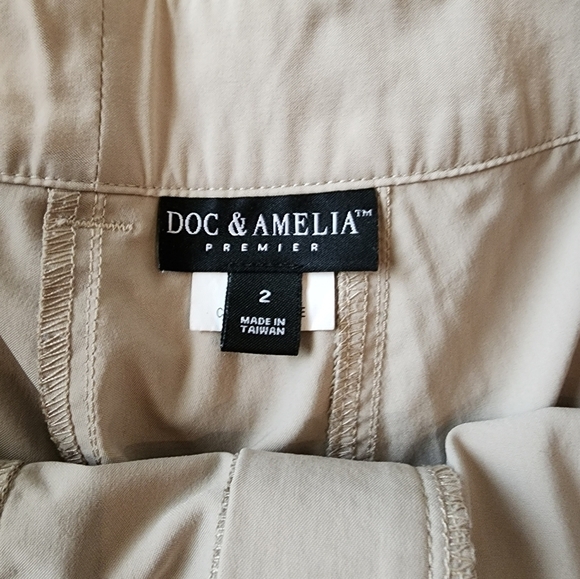 DOC & AMELIA™
PREMIER
2
MADE IN
TAIWAN